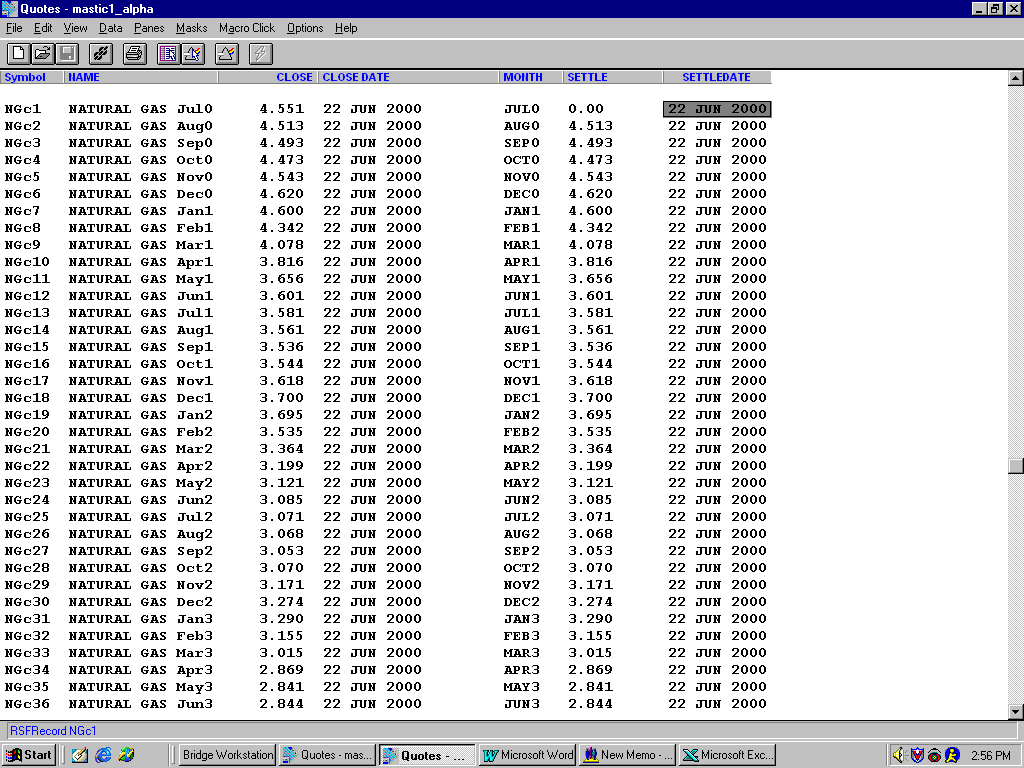 Quotes - mastic1_alpha
File Edit View Data Panes Masks Macro Click Options Help
Symbol NAME CLOSE CLOSE DATE MONTH SETTLE SETTLEDATE
NGc1 NATURAL GAS Jul0 4.551 22 JUN 2000 JUL0 0.00 22 JUN 2000
NGc2 NATURAL GAS Aug0 4.513 22 JUN 2000 AUG0 4.513 22 JUN 2000
NGc3 NATURAL GAS Sep0 4.493 22 JUN 2000 SEP0 4.493 22 JUN 2000
NGc4 NATURAL GAS Oct0 4.473 22 JUN 2000 OCT0 4.473 22 JUN 2000
NGc5 NATURAL GAS Nov0 4.543 22 JUN 2000 NOV0 4.543 22 JUN 2000
NGc6 NATURAL GAS Dec0 4.620 22 JUN 2000 DEC0 4.620 22 JUN 2000
NGc7 NATURAL GAS Jan1 4.600 22 JUN 2000 JAN1 4.600 22 JUN 2000
NGc8 NATURAL GAS Feb1 4.342 22 JUN 2000 FEB1 4.342 22 JUN 2000
NGc9 NATURAL GAS Mar1 4.078 22 JUN 2000 MAR1 4.078 22 JUN 2000
NGc10 NATURAL GAS Apr1 3.816 22 JUN 2000 APR1 3.816 22 JUN 2000
NGc11 NATURAL GAS May1 3.656 22 JUN 2000 MAY1 3.656 22 JUN 2000
NGc12 NATURAL GAS Jun1 3.601 22 JUN 2000 JUN1 3.601 22 JUN 2000
NGc13 NATURAL GAS Jul1 3.581 22 JUN 2000 JUL1 3.581 22 JUN 2000
NGc14 NATURAL GAS Aug1 3.561 22 JUN 2000 AUG1 3.561 22 JUN 2000
NGc15 NATURAL GAS Sep1 3.536 22 JUN 2000 SEP1 3.536 22 JUN 2000
NGc16 NATURAL GAS Oct1 3.544 22 JUN 2000 OCT1 3.544 22 JUN 2000
NGc17 NATURAL GAS Nov1 3.618 22 JUN 2000 NOV1 3.618 22 JUN 2000
NGc18 NATURAL GAS Dec1 3.700 22 JUN 2000 DEC1 3.700 22 JUN 2000
NGc19 NATURAL GAS Jan2 3.695 22 JUN 2000 JAN2 3.695 22 JUN 2000
NGc20 NATURAL GAS Feb2 3.535 22 JUN 2000 FEB2 3.535 22 JUN 2000
NGc21 NATURAL GAS Mar2 3.364 22 JUN 2000 MAR2 3.364 22 JUN 2000
NGc22 NATURAL GAS Apr2 3.199 22 JUN 2000 APR2 3.199 22 JUN 2000
NGc23 NATURAL GAS May2 3.121 22 JUN 2000 MAY2 3.121 22 JUN 2000
NGc24 NATURAL GAS Jun2 3.085 22 JUN 2000 JUN2 3.085 22 JUN 2000
NGc25 NATURAL GAS Jul2 3.071 22 JUN 2000 JUL2 3.071 22 JUN 2000
NGc26 NATURAL GAS Aug2 3.068 22 JUN 2000 AUG2 3.068 22 JUN 2000
NGc27 NATURAL GAS Sep2 3.053 22 JUN 2000 SEP2 3.053 22 JUN 2000
NGc28 NATURAL GAS Oct2 3.070 22 JUN 2000 OCT2 3.070 22 JUN 2000
NGc29 NATURAL GAS Nov2 3.171 22 JUN 2000 NOV2 3.171 22 JUN 2000
NGc30 NATURAL GAS Dec2 3.274 22 JUN 2000 DEC2 3.274 22 JUN 2000
NGc31 NATURAL GAS Jan3 3.290 22 JUN 2000 JAN3 3.290 22 JUN 2000
NGc32 NATURAL GAS Feb3 3.155 22 JUN 2000 FEB3 3.155 22 JUN 2000
NGc33 NATURAL GAS Mar3 3.015 22 JUN 2000 MAR3 3.015 22 JUN 2000
NGc34 NATURAL GAS Apr3 2.869 22 JUN 2000 APR3 2.869 22 JUN 2000
NGc35 NATURAL GAS May3 2.841 22 JUN 2000 MAY3 2.841 22 JUN 2000
NGc36 NATURAL GAS Jun3 2.844 22 JUN 2000 JUN3 2.844 22 JUN 2000
RSFRecord NGc1
Start Bridge Workstation Quotes - mas... Quotes - ... Microsoft Word New Memo - ... Microsoft Exc... 2:56 PM